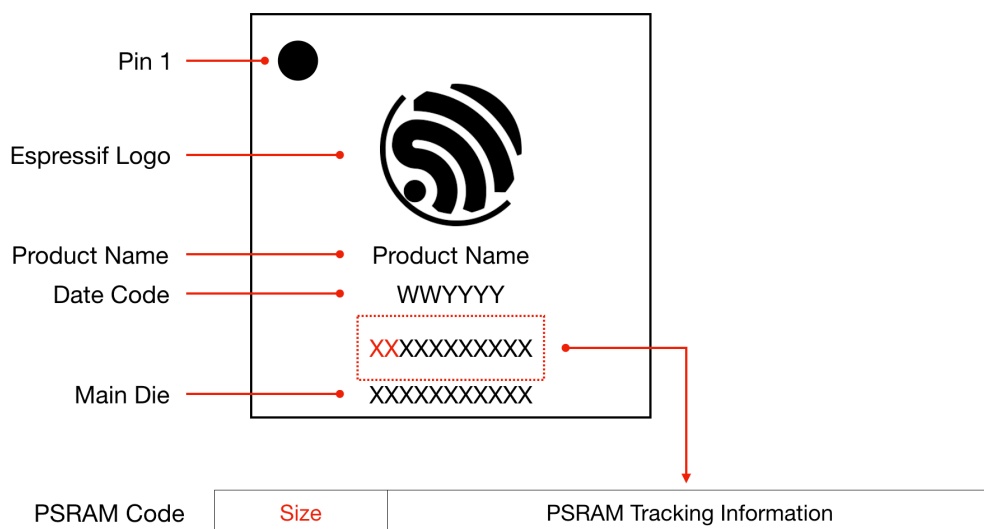 Pin 1
Espressif Logo
Product Name Product Name
Date Code WWYYYY
XXXXXXXXXXX
Main Die XXXXXXXXXXX
PSRAM Code Size PSRAM Tracking Information